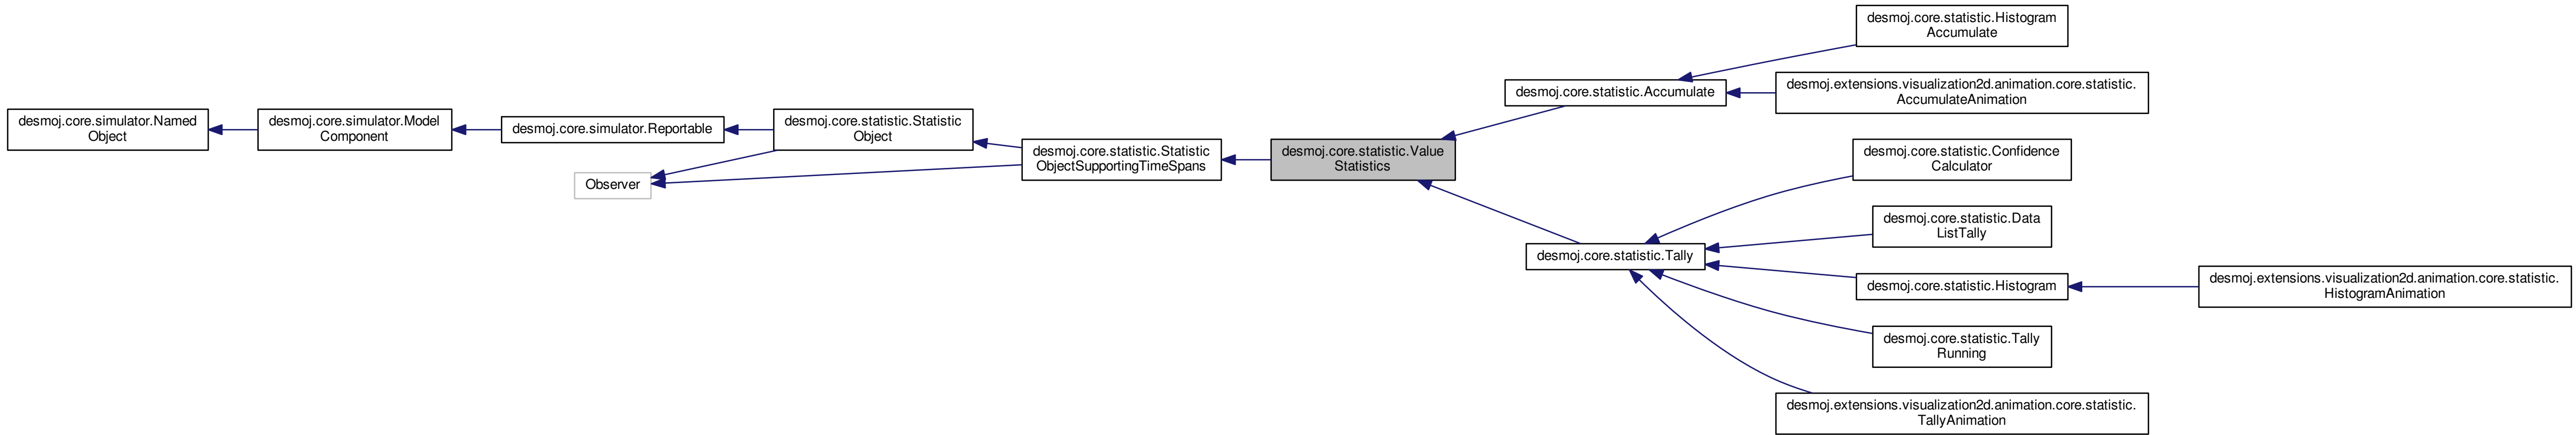 desmoj.core.simulator.Named
Object
desmoj.core.simulator.Model
Component
desmoj.core.simulator.Reportable
desmoj.core.statistic.Statistic
Object
Observer
desmoj.core.statistic.Statistic
ObjectSupportingTimeSpans
desmoj.core.statistic.Value
Statistics
desmoj.core.statistic.Accumulate
desmoj.core.statistic.Histogram
Accumulate
desmoj.extensions.visualization2d.animation.core.statistic.
AccumulateAnimation
desmoj.core.statistic.Tally
desmoj.core.statistic.Confidence
Calculator
desmoj.core.statistic.Data
ListTally
desmoj.core.statistic.Histogram
desmoj.extensions.visualization2d.animation.core.statistic.
HistogramAnimation
desmoj.core.statistic.Tally
Running
desmoj.extensions.visualization2d.animation.core.statistic.
TallyAnimation